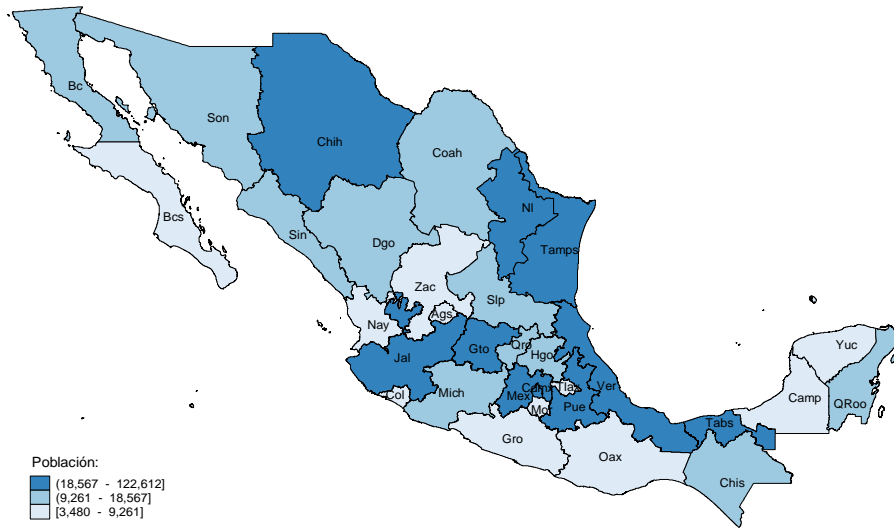 Bc
Son
Chih
Coah
Bcs
Nl
Sin
Dgo
Tamps
Zac
Slp
Ags
Nay
Qro
Yuc
Jal
Gto
Hgo
Col
Mich
Mex
Cdmx
Tlax
Ver
Camp
QRoo
Mor
Pue
Tabs
Gro
Oax
Chis
Población:
(18,567 - 122,612]
(9,261 - 18,567]
[3,480 - 9,261]